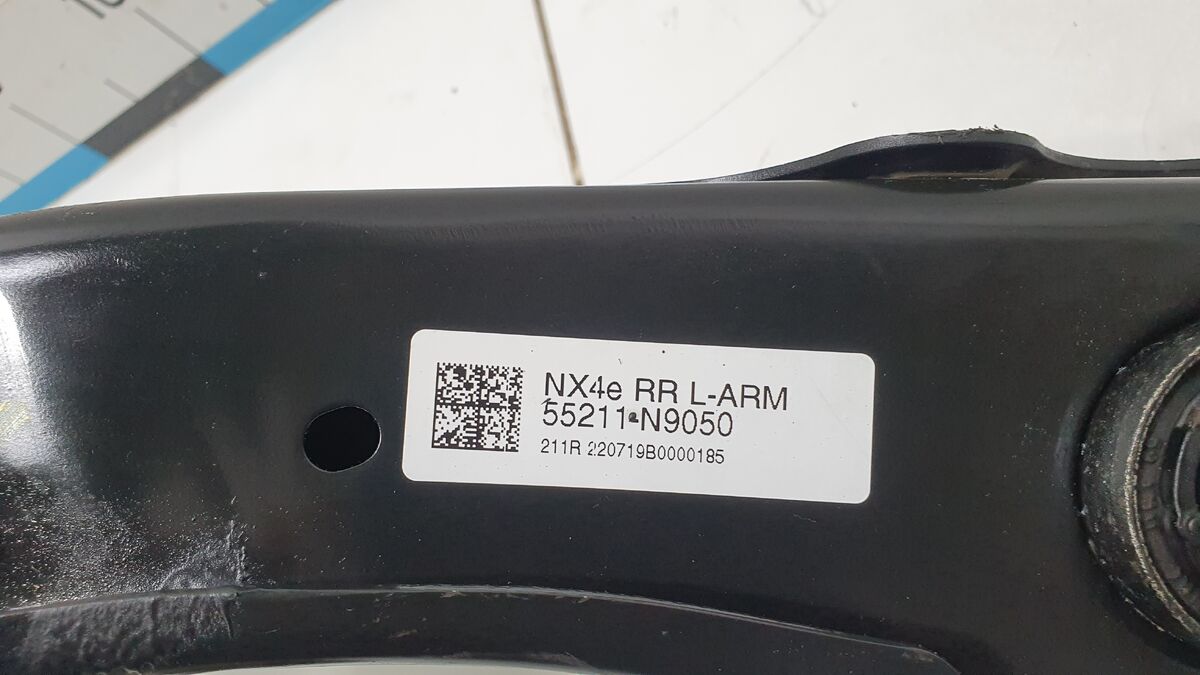 NX4e RR L-ARM
55211-N9050
211R 220719B0000185